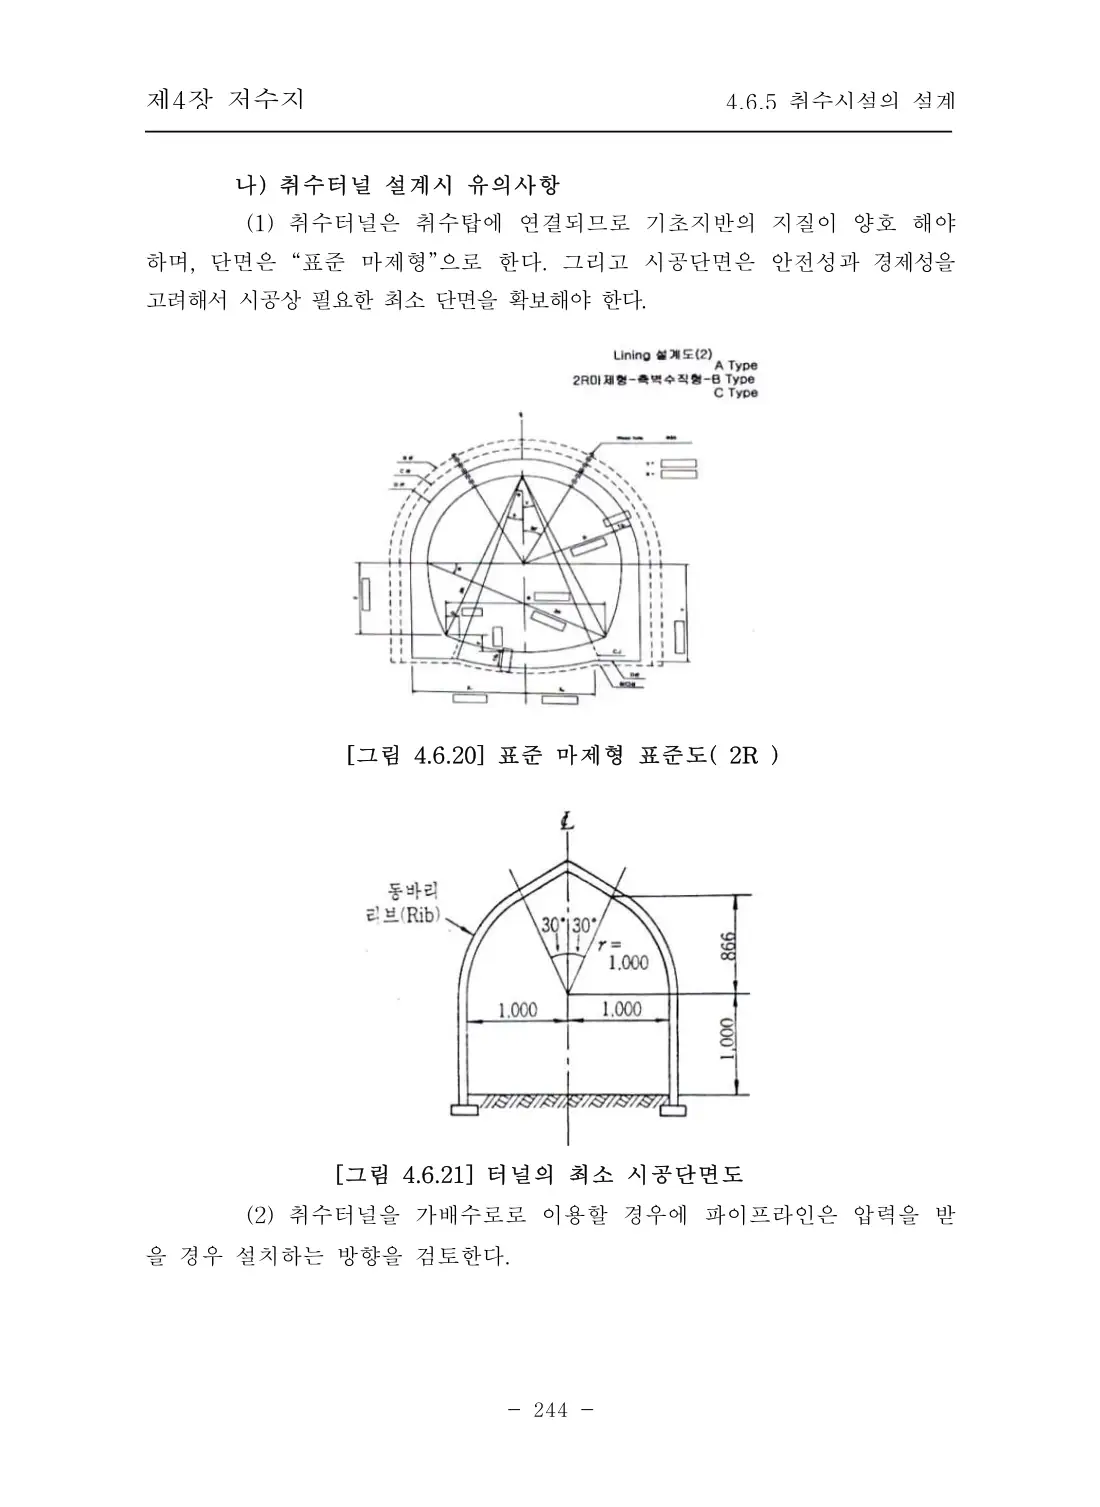 제4장 저수지
4.6.5 취수시설의 설계
나) 취수터널 설계시 유의사항
(1) 취수터널은 취수탑에 연결되므로 기초지반의 지질이 양호 해야
하며, 단면은 “표준 마제형”으로 한다. 그리고 시공단면은 안전성과 경제성을
고려해서 시공상 필요한 최소 단면을 확보해야 한다.
Lining 설계도(2)
A Type
2R마제형-측벽수직형-B Type
C Type
[그림 4.6.20] 표준 마제형 표준도( 2R )
동바리
리브(Rib)
30° 30°
r=
1,000
866
1,000 1,000
1,000
[그림 4.6.21] 터널의 최소 시공단면도
(2) 취수터널을 가배수로로 이용할 경우에 파이프라인은 압력을 받
을 경우 설치하는 방향을 검토한다.
- 244 -